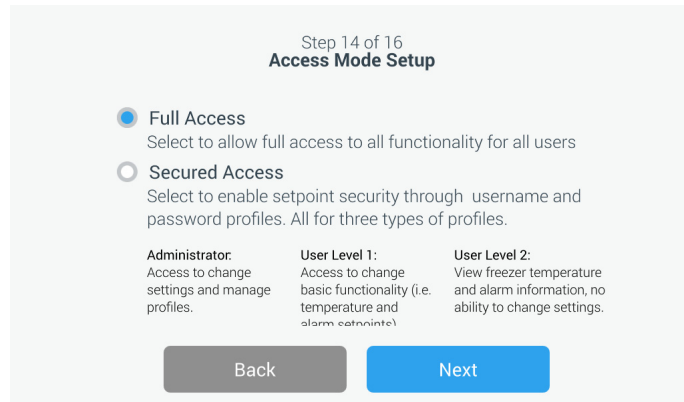 Step 14 of 16
Access Mode Setup
Full Access
Select to allow full access to all functionality for all users
Secured Access
Select to enable setpoint security through username and
password profiles. All for three types of profiles.
Administrator:
Access to change
settings and manage
profiles.
User Level 1:
Access to change
basic functionality (i.e.
temperature and
alarm setpoints)
User Level 2:
View freezer temperature
and alarm information, no
ability to change settings.
Back
Next